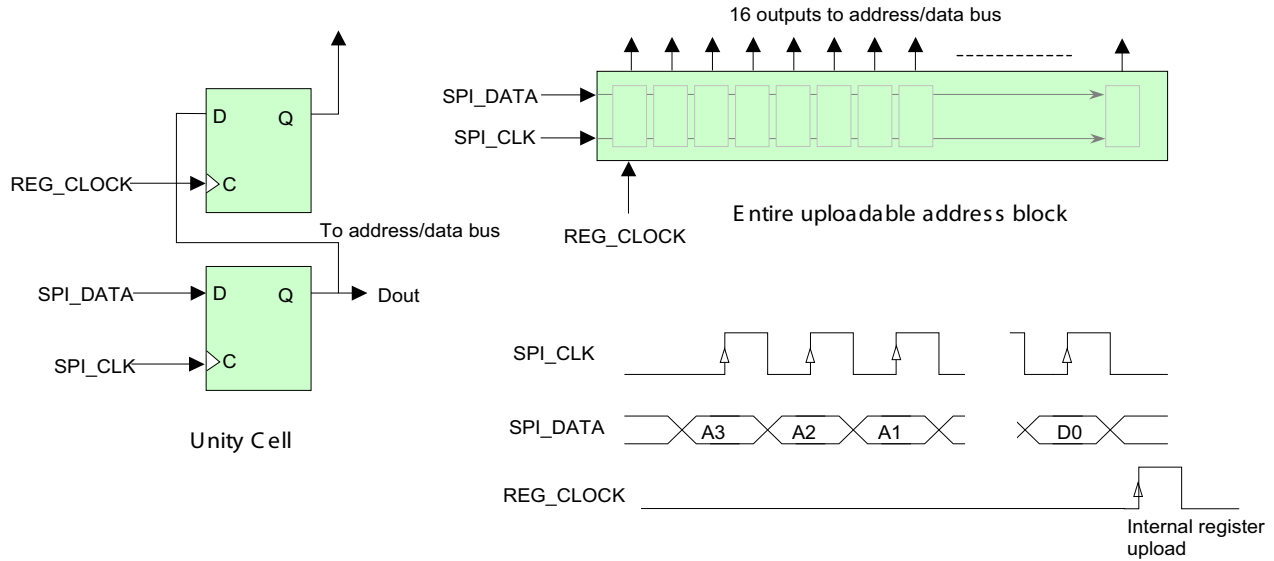 D
Q
REG_CLOCK
C
To address/data bus
SPI_DATA
D
Q
Dout
SPI_CLK
C
Unity Cell
16 outputs to address/data bus
SPI_DATA
SPI_CLK
REG_CLOCK
Entire uploadable address block
SPI_CLK
SPI_DATA
A3
A2
A1
D0
REG_CLOCK
Internal register
upload